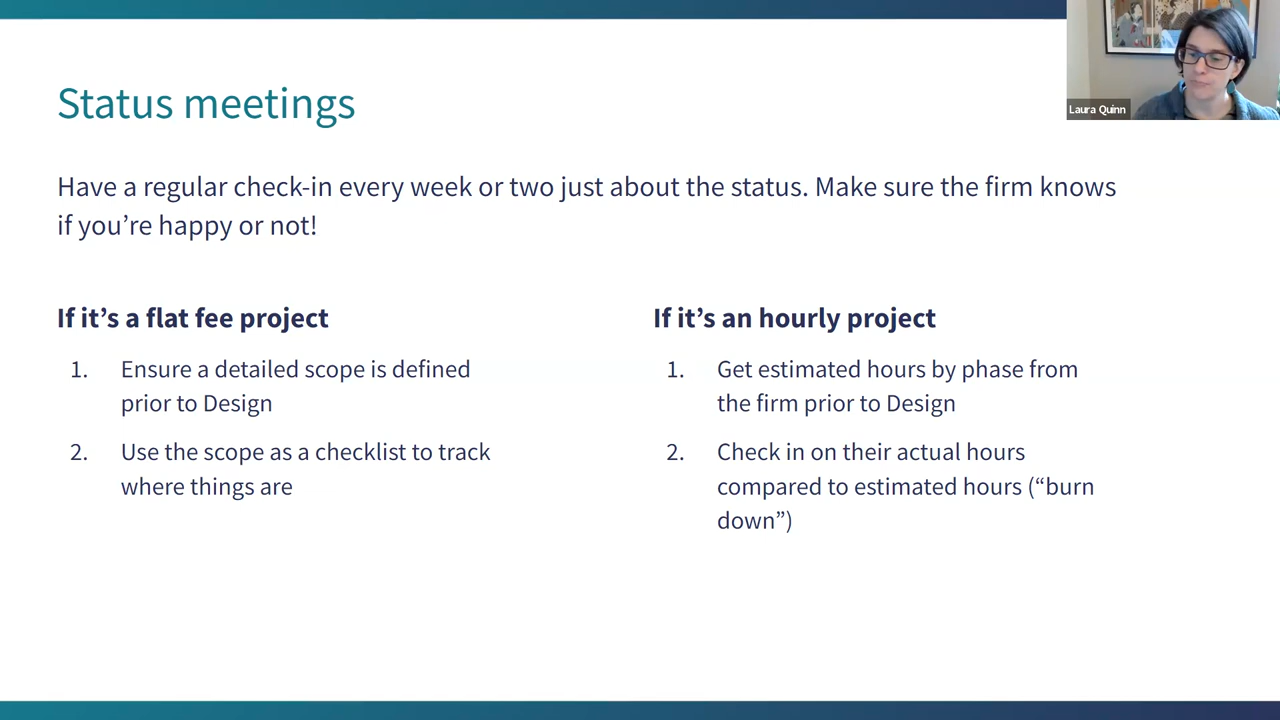 Status meetings
Laura Quinn
Have a regular check-in every week or two just about the status. Make sure the firm knows
if you’re happy or not!
If it’s a flat fee project
1. Ensure a detailed scope is defined
prior to Design
2. Use the scope as a checklist to track
where things are
If it’s an hourly project
1. Get estimated hours by phase from
the firm prior to Design
2. Check in on their actual hours
compared to estimated hours (“burn
down”)